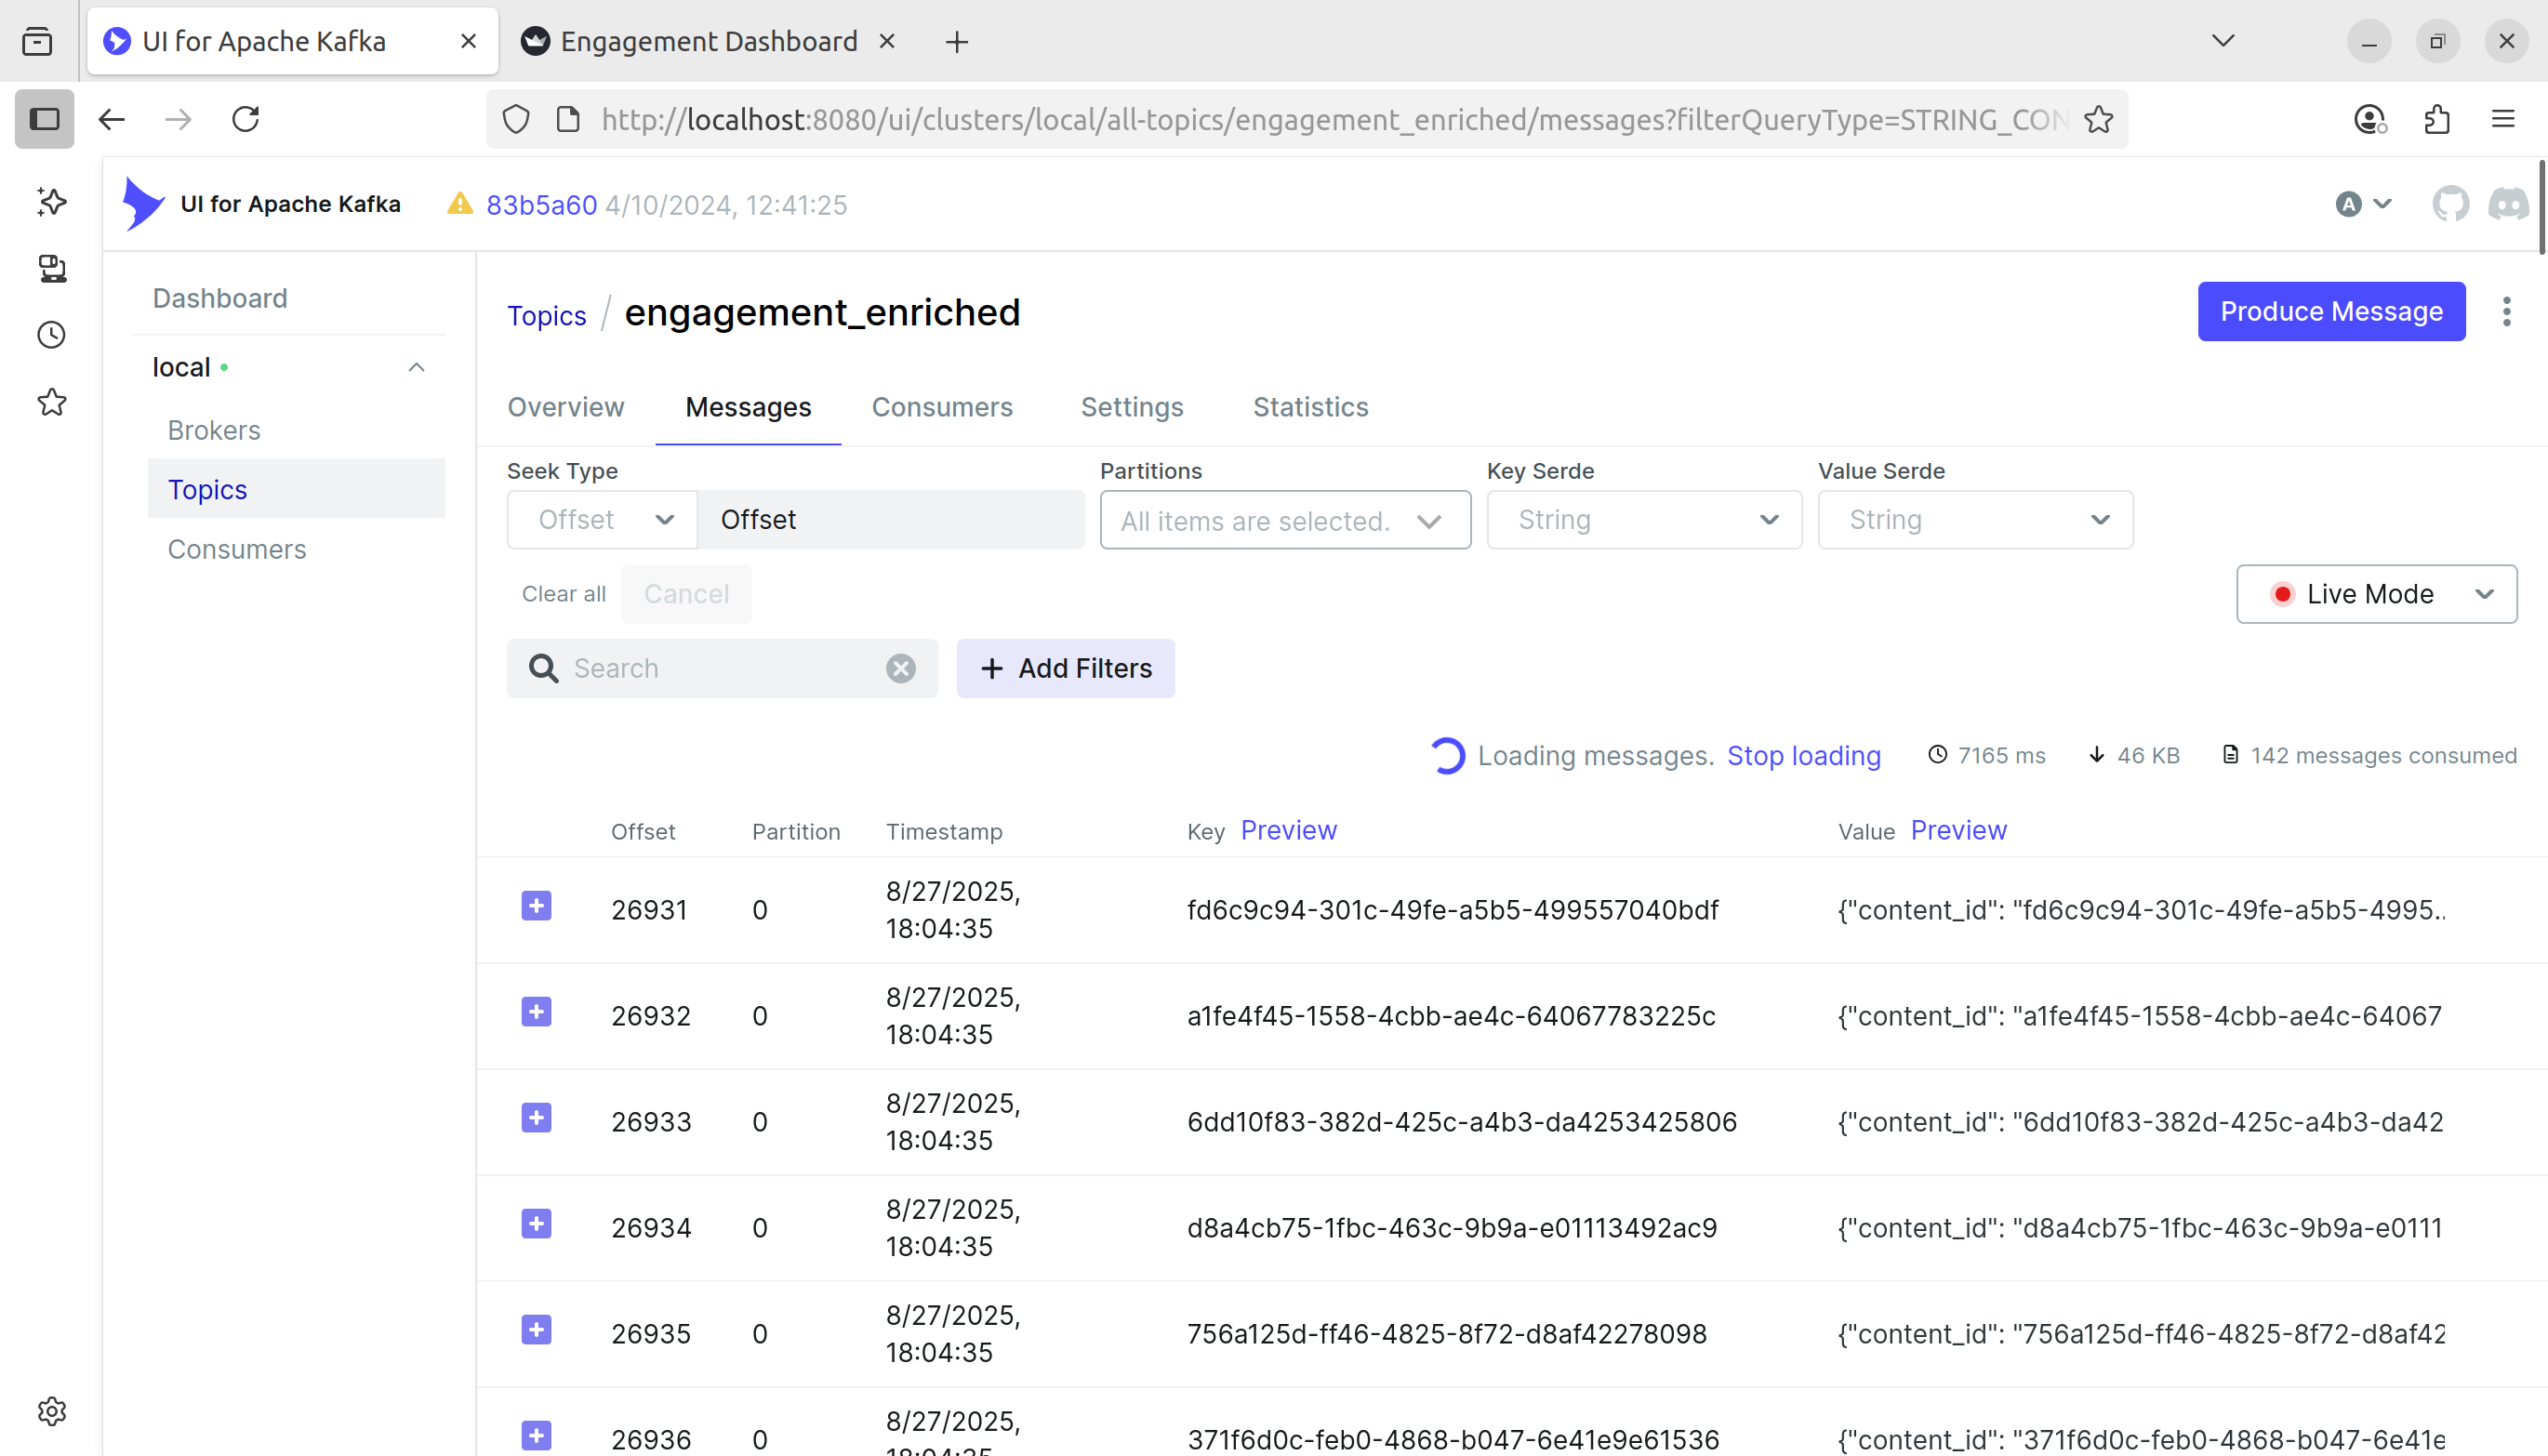 UI for Apache Kafka
Engagement Dashboard
http://localhost:8080/ui/clusters/local/all-topics/engagement_enriched/messages?filterQueryType=STRING_CON
UI for Apache Kafka 83b5a60 4/10/2024, 12:41:25
A
Dashboard
local
Brokers
Topics
Consumers
Topics / engagement_enriched
Produce Message
Overview Messages Consumers Settings Statistics
Seek Type Partitions Key Serde Value Serde
Offset Offset All items are selected. String String
Clear all Cancel Live Mode
Search + Add Filters
Loading messages. Stop loading 7165 ms 46 KB 142 messages consumed
Offset Partition Timestamp Key Preview Value Preview
26931 0 8/27/2025, 18:04:35 fd6c9c94-301c-49fe-a5b5-499557040bdf {"content_id": "fd6c9c94-301c-49fe-a5b5-4995..
26932 0 8/27/2025, 18:04:35 a1fe4f45-1558-4cbb-ae4c-64067783225c {"content_id": "a1fe4f45-1558-4cbb-ae4c-64067
26933 0 8/27/2025, 18:04:35 6dd10f83-382d-425c-a4b3-da4253425806 {"content_id": "6dd10f83-382d-425c-a4b3-da42
26934 0 8/27/2025, 18:04:35 d8a4cb75-1fbc-463c-9b9a-e01113492ac9 {"content_id": "d8a4cb75-1fbc-463c-9b9a-e0111
26935 0 8/27/2025, 18:04:35 756a125d-ff46-4825-8f72-d8af42278098 {"content_id": "756a125d-ff46-4825-8f72-d8af42
26936 0 8/27/2025, 371f6d0c-feb0-4868-b047-6e41e9e61536 {"content_id": "371f6d0c-feb0-4868-b047-6e41e